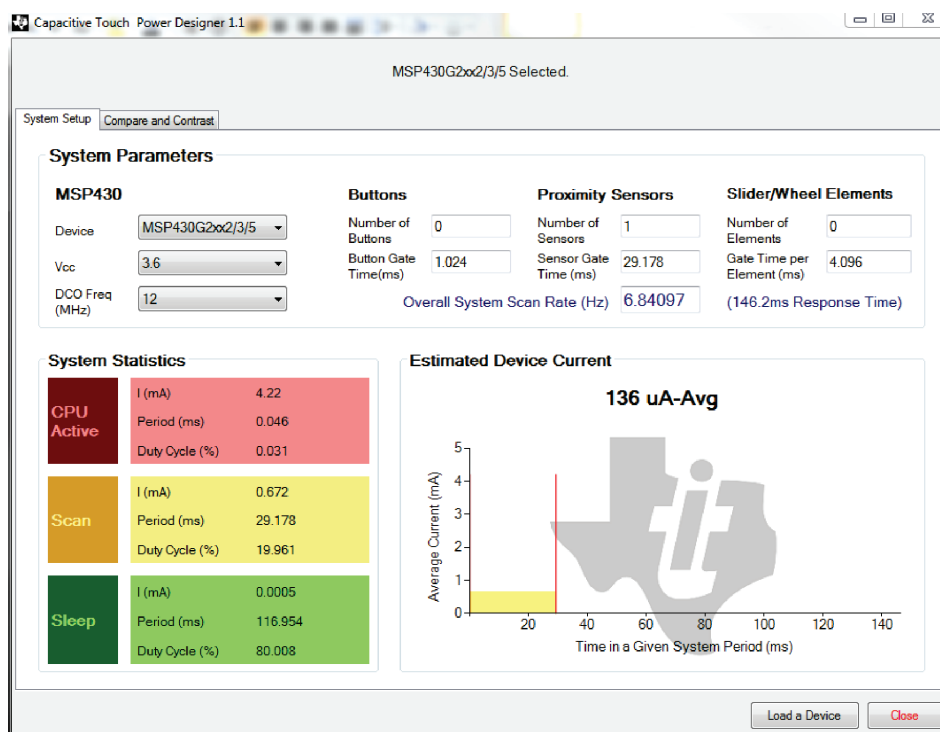 Capacitive Touch Power Designer 1.1
MSP430G2xx2/3/5 Selected.
System Setup
Compare and Contrast
System Parameters
MSP430
Device
MSP430G2xx2/3/5
Vcc
3.6
DCO Freq
(MHz)
12
Buttons
Number of
Buttons
0
Button Gate
Time(ms)
1.024
Proximity Sensors
Number of
Sensors
1
Sensor Gate
Time (ms)
29.178
Slider/Wheel Elements
Number of
Elements
0
Gate Time per
Element (ms)
4.096
Overall System Scan Rate (Hz)
6.84097
(146.2ms Response Time)
System Statistics
CPU
Active
I (mA) 4.22
Period (ms) 0.046
Duty Cycle (%) 0.031
Scan
I (mA) 0.672
Period (ms) 29.178
Duty Cycle (%) 19.961
Sleep
I (mA) 0.0005
Period (ms) 116.954
Duty Cycle (%) 80.008
Estimated Device Current
136 uA-Avg
Average Current (mA)
5
4
3
2
1
0
20 40 60 80 100 120 140
Time in a Given System Period (ms)
ti
Load a Device
Close